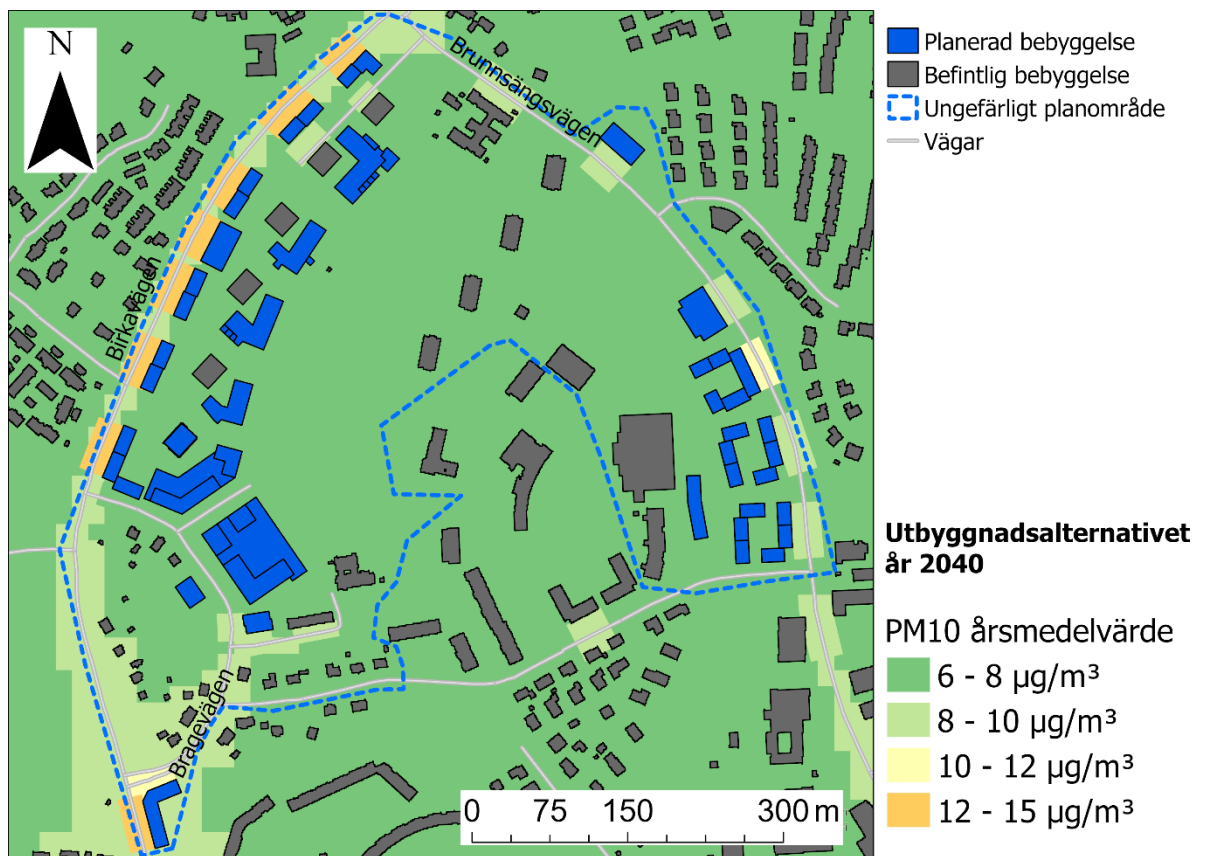 N
Brunnsängsvägen
Birkavägen
Bragevägen
0 75 150 300 m
Planerad bebyggelse
Befintlig bebyggelse
Ungefärligt planområde
Vägar
Utbyggnadsalternativet
år 2040
PM10 årsmedelvärde
6 - 8 µg/m³
8 - 10 µg/m³
10 - 12 µg/m³
12 - 15 µg/m³